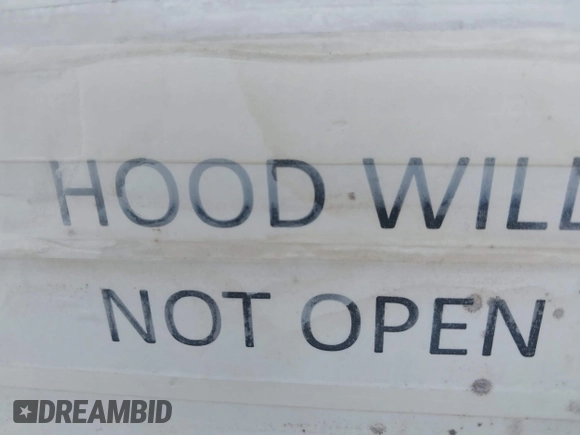 HOOD WILL
NOT OPEN
DREAMBID